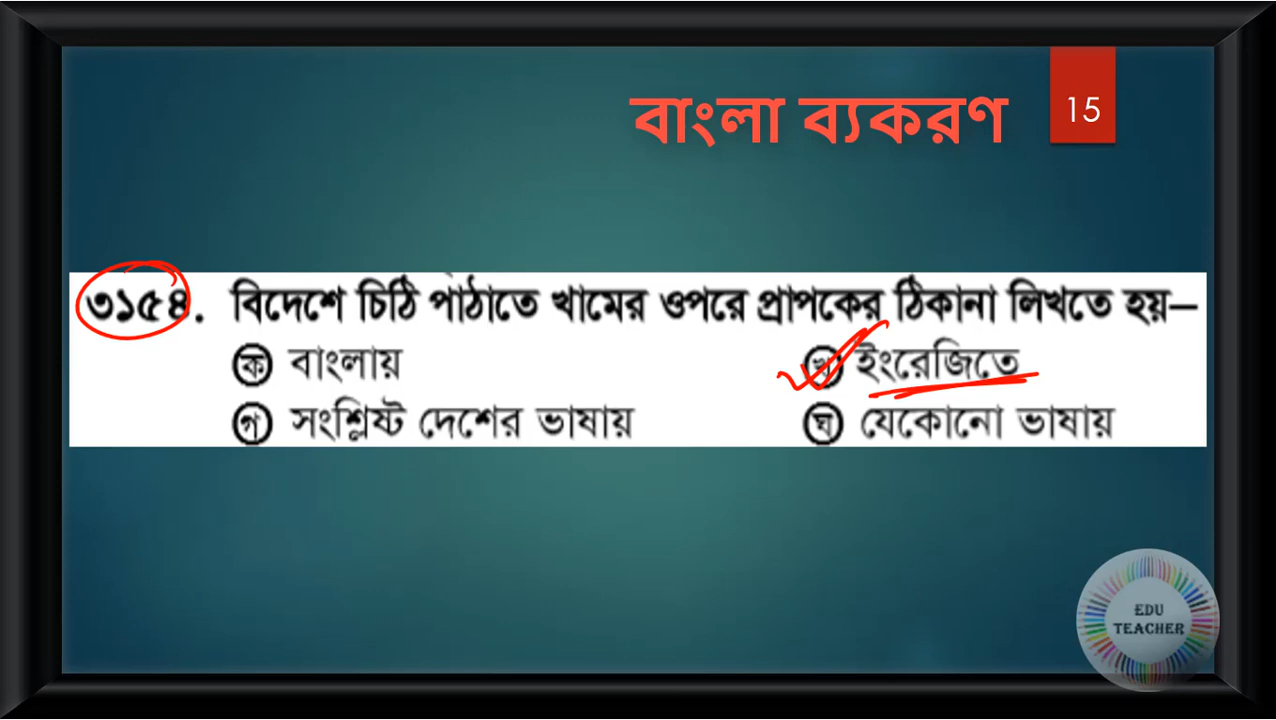 বাংলা ব্যকরণ
15
৩১৫৪. বিদেশে চিঠি পাঠাতে খামের ওপরে প্রাপকের ঠিকানা লিখতে হয়–
ক বাংলায়
খ ইংরেজিতে
গ সংশ্লিষ্ট দেশের ভাষায়
ঘ যেকোনো ভাষায়
EDU
TEACHER